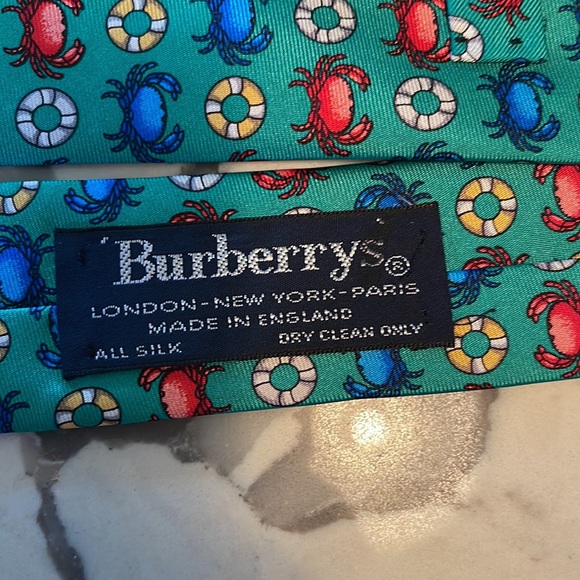 Burberrys®
LONDON-NEW YORK-PARIS
MADE IN ENGLAND
ALL SILK DRY CLEAN ONLY